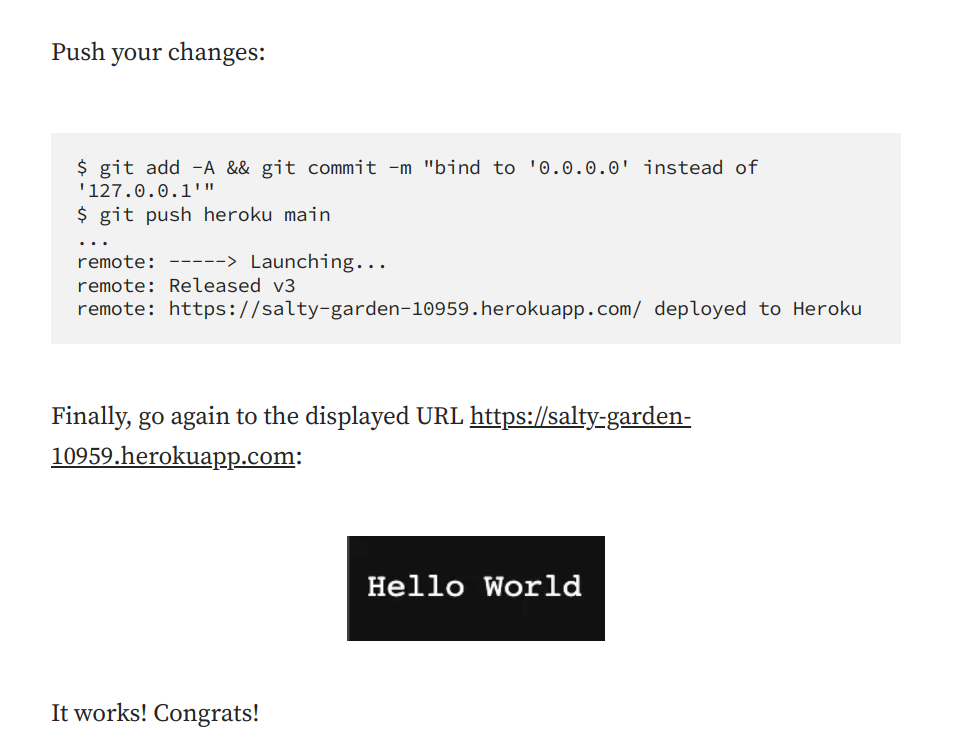 Push your changes:
$ git add -A && git commit -m "bind to '0.0.0.0' instead of
'127.0.0.1'"
$ git push heroku main
...
remote: -----> Launching...
remote: Released v3
remote: https://salty-garden-10959.herokuapp.com/ deployed to Heroku
Finally, go again to the displayed URL https://salty-garden-
10959.herokuapp.com:
Hello World
It works! Congrats!